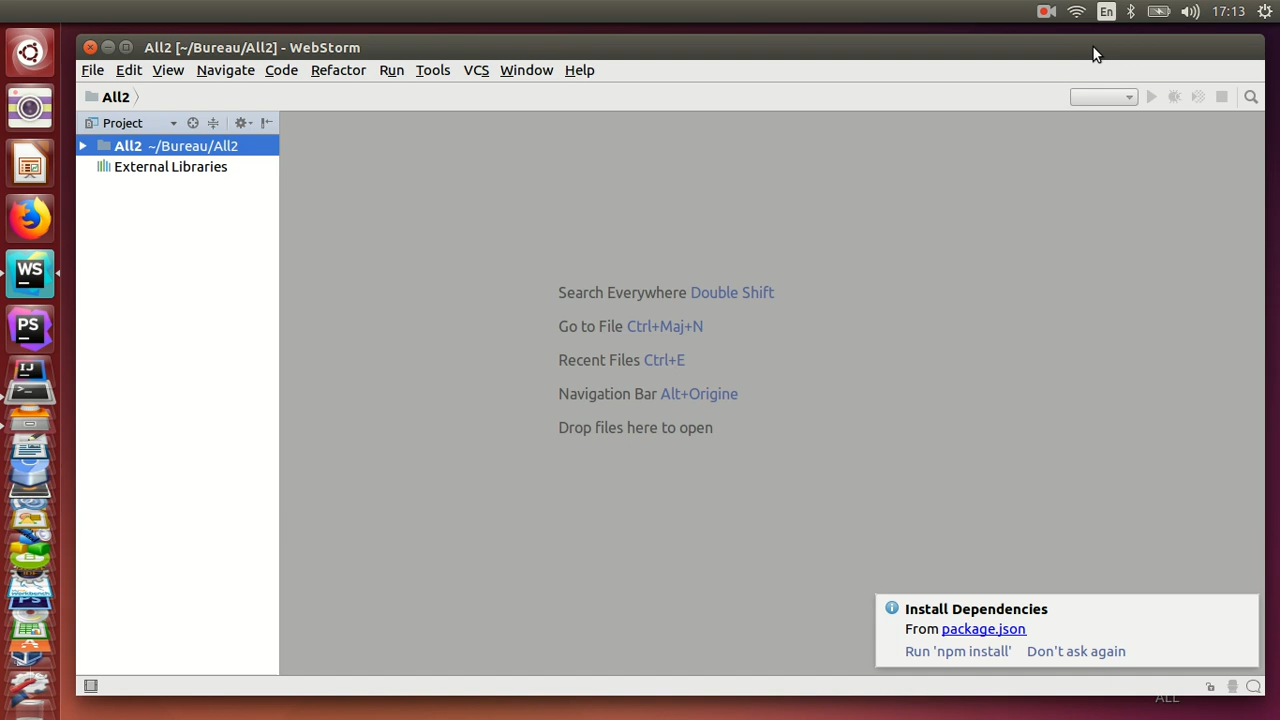 En
17:13
All2 [~/Bureau/All2] - WebStorm
File Edit View Navigate Code Refactor Run Tools VCS Window Help
All2
Project
All2 ~/Bureau/All2
External Libraries
WS
PS
IJ
Search Everywhere Double Shift
Go to File Ctrl+Maj+N
Recent Files Ctrl+E
Navigation Bar Alt+Origine
Drop files here to open
Install Dependencies
From package.json
Run 'npm install' Don't ask again
PS
ALL